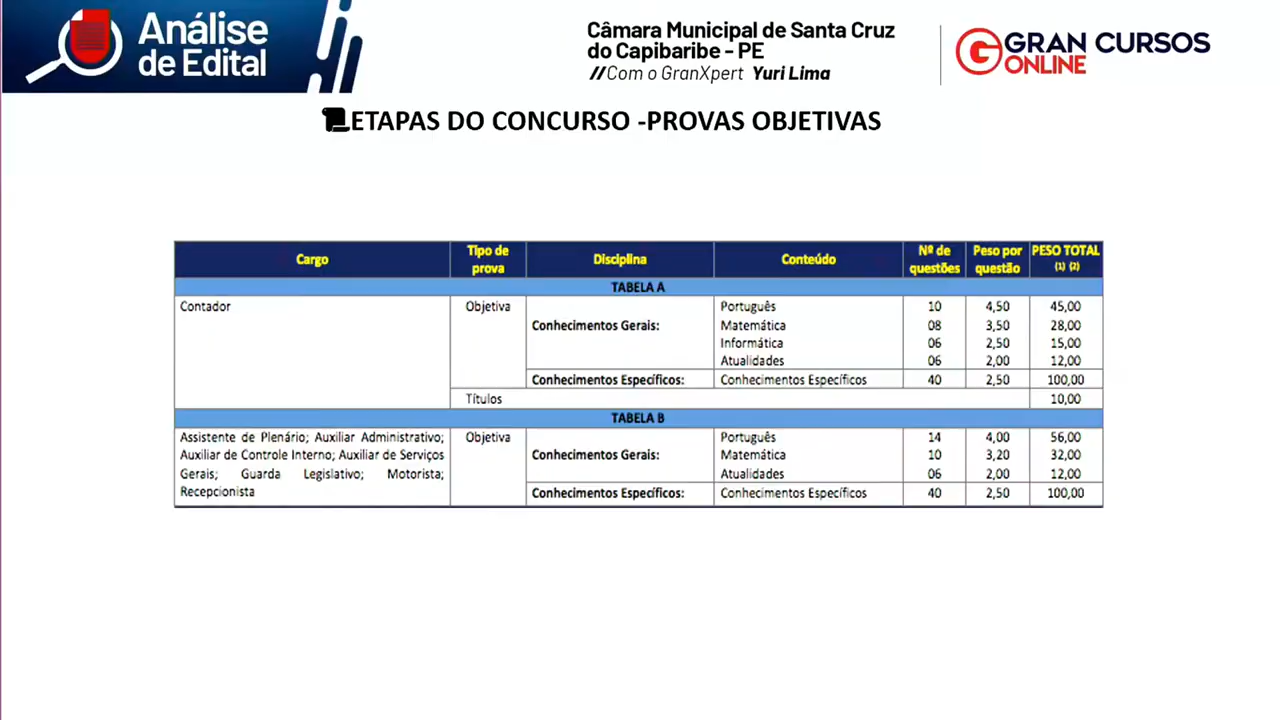 Análise
de Edital
Câmara Municipal de Santa Cruz
do Capibaribe - PE
//Com o GranXpert Yuri Lima
GRAN CURSOS
ONLINE
ETAPAS DO CONCURSO -PROVAS OBJETIVAS
Cargo Tipo de prova Disciplina Conteúdo Nº de questões Peso por questão PESO TOTAL (1) (2)
TABELA A
Contador Objetiva Português 10 4,50 45,00
Conhecimentos Gerais: Matemática 08 3,50 28,00
Informática 06 2,50 15,00
Atualidades 06 2,00 12,00
Conhecimentos Específicos: Conhecimentos Específicos 40 2,50 100,00
Títulos 10,00
TABELA B
Assistente de Plenário; Auxiliar Administrativo; Objetiva Português 14 4,00 56,00
Auxiliar de Controle Interno; Auxiliar de Serviços Conhecimentos Gerais: Matemática 10 3,20 32,00
Gerais; Guarda Legislativo; Motorista; Atualidades 06 2,00 12,00
Recepcionista Conhecimentos Específicos: Conhecimentos Específicos 40 2,50 100,00